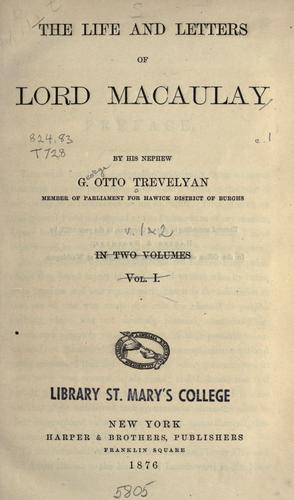 THE LIFE AND LETTERS
OF
LORD MACAULAY
824.83
T728
c.1
BY HIS NEPHEW
George
G. OTTO TREVELYAN
MEMBER OF PARLIAMENT FOR HAWICK DISTRICT OF BURGHS
v. 1 & 2
IN TWO VOLUMES
VOL. I.
LIBRARY ST. MARY'S COLLEGE
NEW YORK
HARPER & BROTHERS, PUBLISHERS
FRANKLIN SQUARE
1876
5805